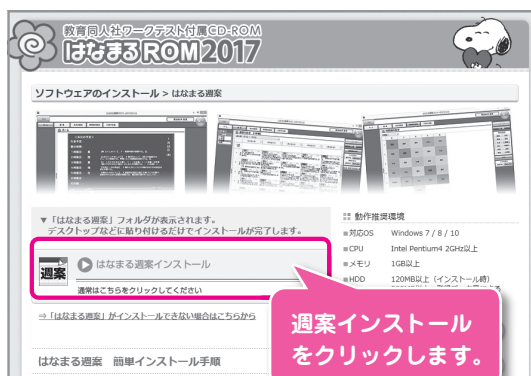 教育同人社ワークテスト付属CD-ROM
はなまるROM2017
ソフトウェアのインストール > はなまる週案
▼「はなまる週案」フォルダが表示されます。
デスクトップなどに貼り付けるだけでインストールが完了します。
週案
はなまる週案インストール
通常はこちらをクリックしてください
⇒「はなまる週案」がインストールできない場合はこちらから
はなまる週案 簡単インストール手順
動作推奨環境
■対応OS Windows 7 / 8 / 10
■CPU Intel Pentium4 2GHz以上
■メモリ 1GB以上
■HDD 120MB以上（インストール時）
週案インストール
をクリックします。